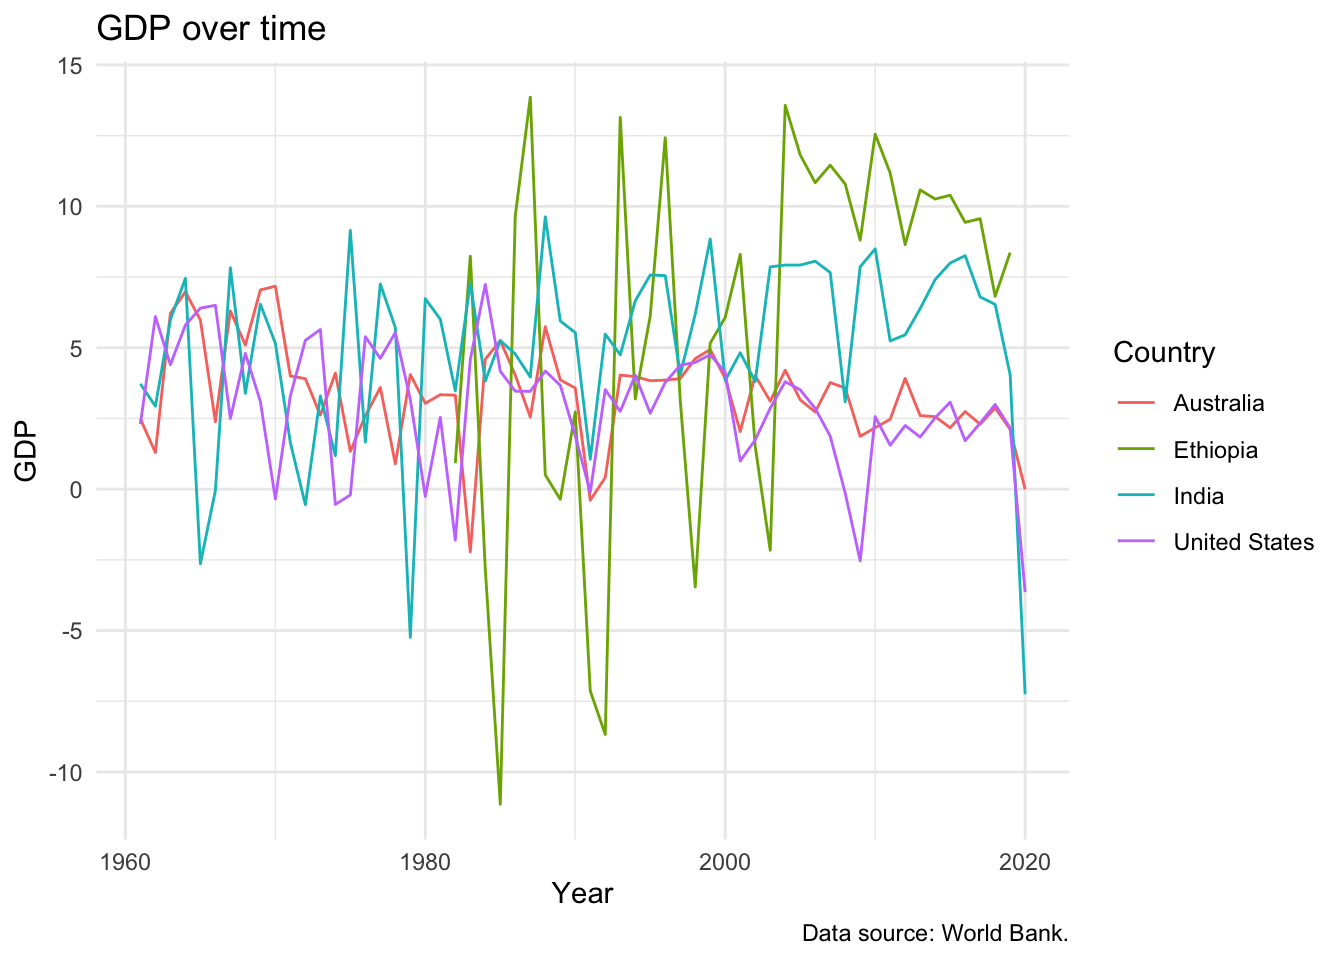 GDP over time
15
10
5
0
-5
-10
GDP
1960
1980
2000
2020
Year
Country
Australia
Ethiopia
India
United States
Data source: World Bank.